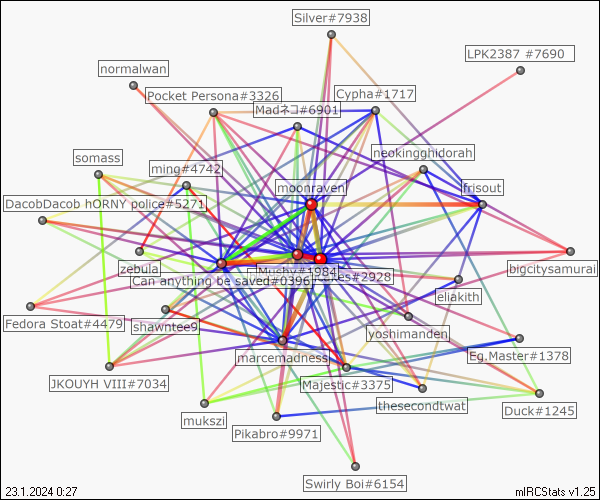 Silver#7938
LPK2387 #7690
normalwan
Pocket Persona#3326
Cypha#1717
Madネコ#6901
neokingghidorah
somass
ming#4742
moonraven
frisout
DacobDacob hORNY police#5271
zebula
Mushy#1984
#2928
bigcitysamurai
Can anything be saved#0396
eliakith
Fedora Stoat#4479
shawntee9
yoshimanden
marcemadness
Eg.Master#1378
JKOUYH VIII#7034
Majestic#3375
thesecondtwat
Duck#1245
mukszi
Pikabro#9971
Swirly Boi#6154
23.1.2024 0:27
mIRCStats v1.25